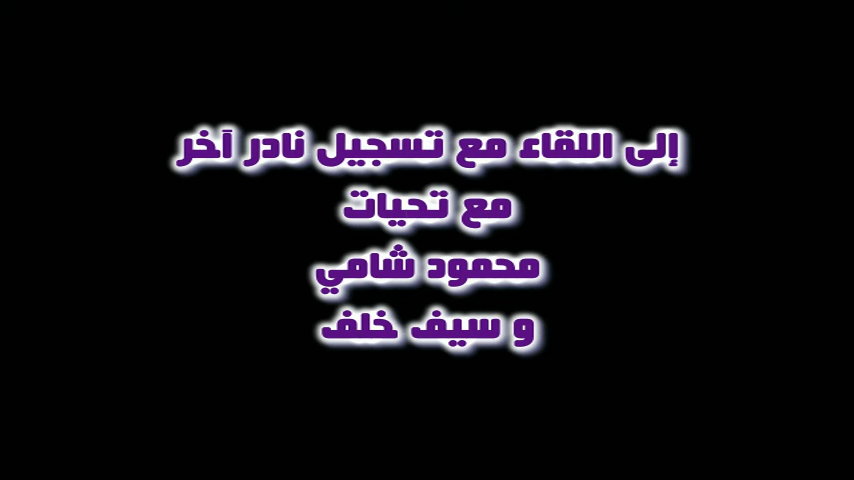 إلى اللقاء مع تسجيل نادر آخر
مع تحيات
محمود شامي
و سيف خلف